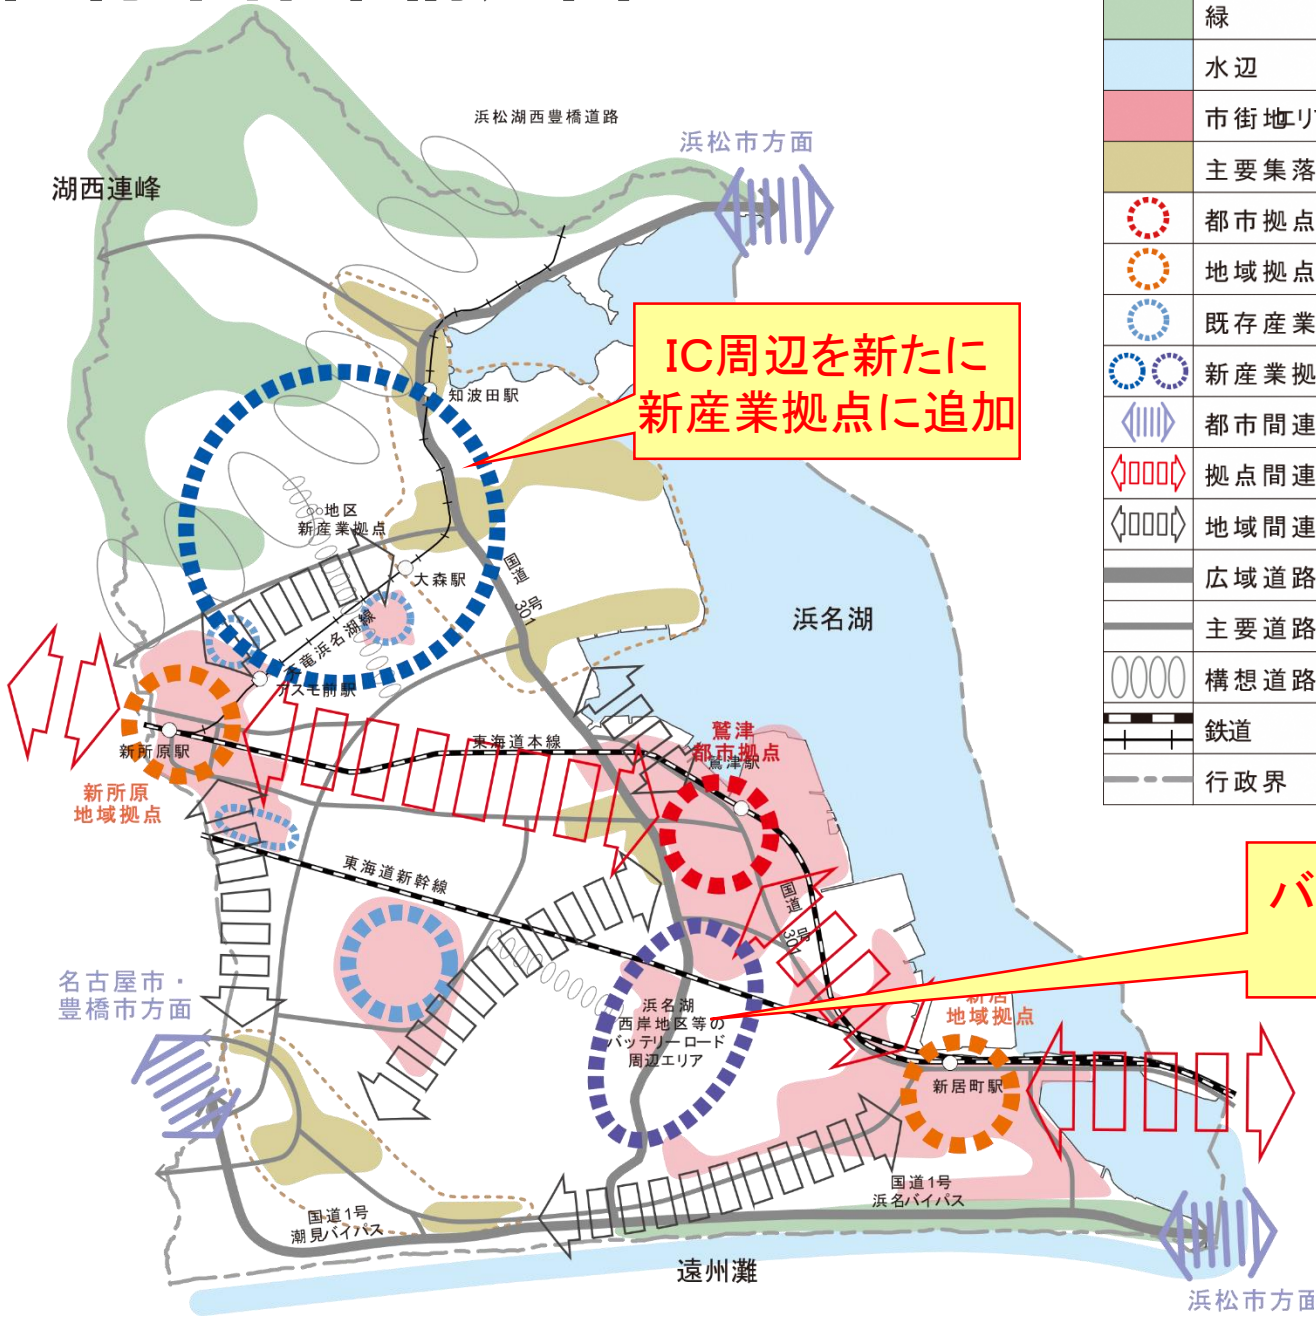 浜松湖西豊橋道路
浜松市方面
湖西連峰
IC周辺を新たに
新産業拠点に追加
知波田駅
地区
新産業拠点
大森駅
国道
301
号
浜名湖
竜浜名湖線
アスモ前駅
新所原駅
新所原
地域拠点
東海道本線
鷲津
都市拠点
鷲津駅
東海道新幹線
国道
301
号
名古屋市・
豊橋市方面
浜名湖
西岸地区等の
バッテリーロード
周辺エリア
バ
新居
地域拠点
新居町駅
国道1号
浜名バイパス
国道1号
潮見バイパス
遠州灘
浜松市方面
緑
水辺
市街地エリ
主要集落
都市拠点
地域拠点
既存産業
新産業拠
都市間連
拠点間連
地域間連
広域道路
主要道路
構想道路
鉄道
行政界